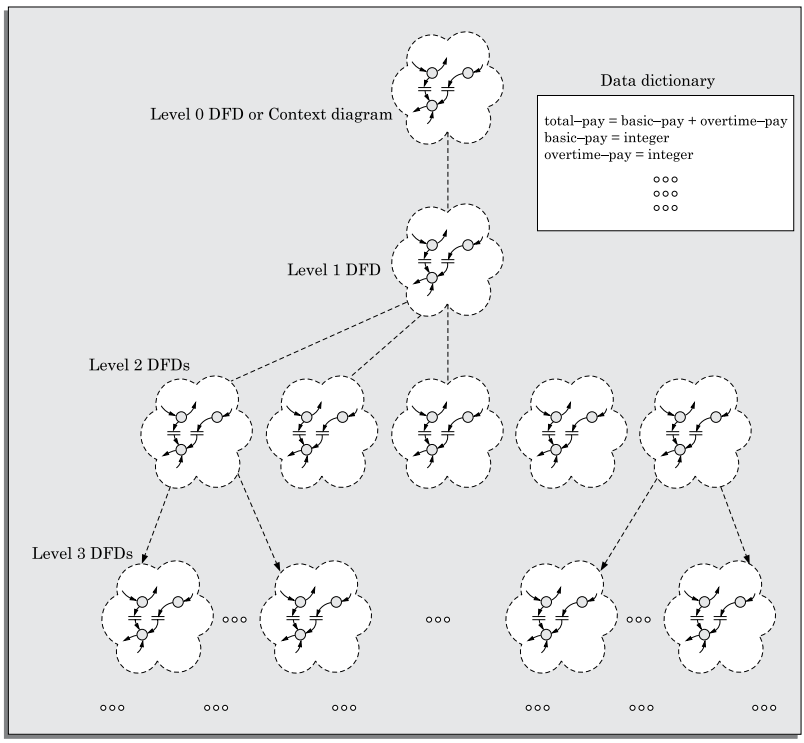 Data dictionary
Level 0 DFD or Context diagram
total–pay = basic–pay + overtime–pay
basic–pay = integer
overtime–pay = integer
Level 1 DFD
Level 2 DFDs
Level 3 DFDs